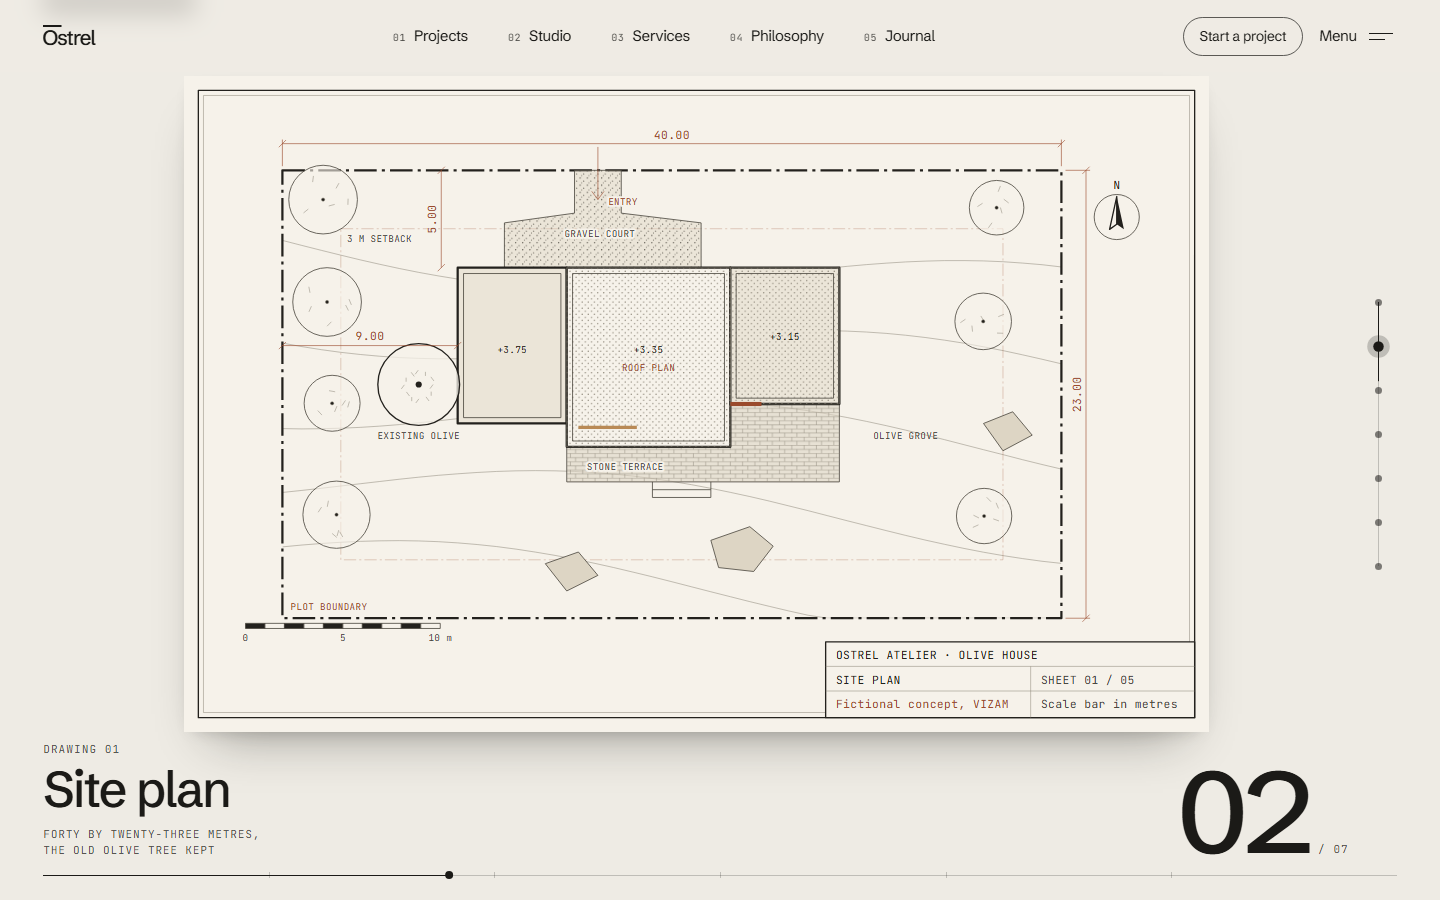 Ōstrel
01 Projects
02 Studio
03 Services
04 Philosophy
05 Journal
Start a project
Menu
40.00
N
ENTRY
5.00
GRAVEL COURT
3 M SETBACK
9.00
+3.75
+3.35
+3.15
ROOF PLAN
23.00
EXISTING OLIVE
OLIVE GROVE
STONE TERRACE
PLOT BOUNDARY
0 5 10 m
OSTREL ATELIER · OLIVE HOUSE
SITE PLAN
SHEET 01 / 05
Fictional concept, VIZAM
Scale bar in metres
DRAWING 01
Site plan
FORTY BY TWENTY-THREE METRES,
THE OLD OLIVE TREE KEPT
02 / 07